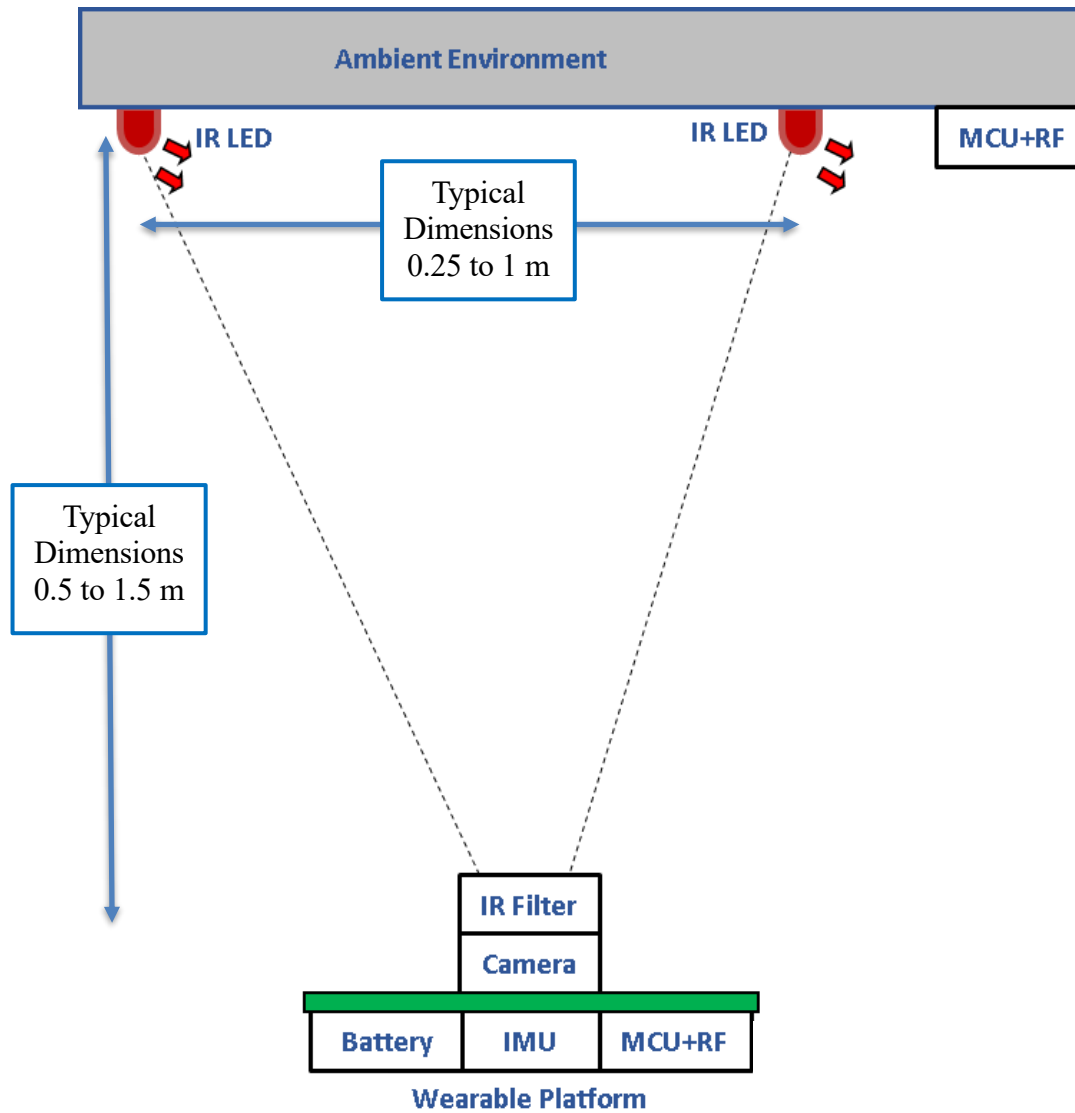 Ambient Environment
IR LED
IR LED
MCU+RF
Typical
Dimensions
0.25 to 1 m
Typical
Dimensions
0.5 to 1.5 m
IR Filter
Camera
Battery
IMU
MCU+RF
Wearable Platform